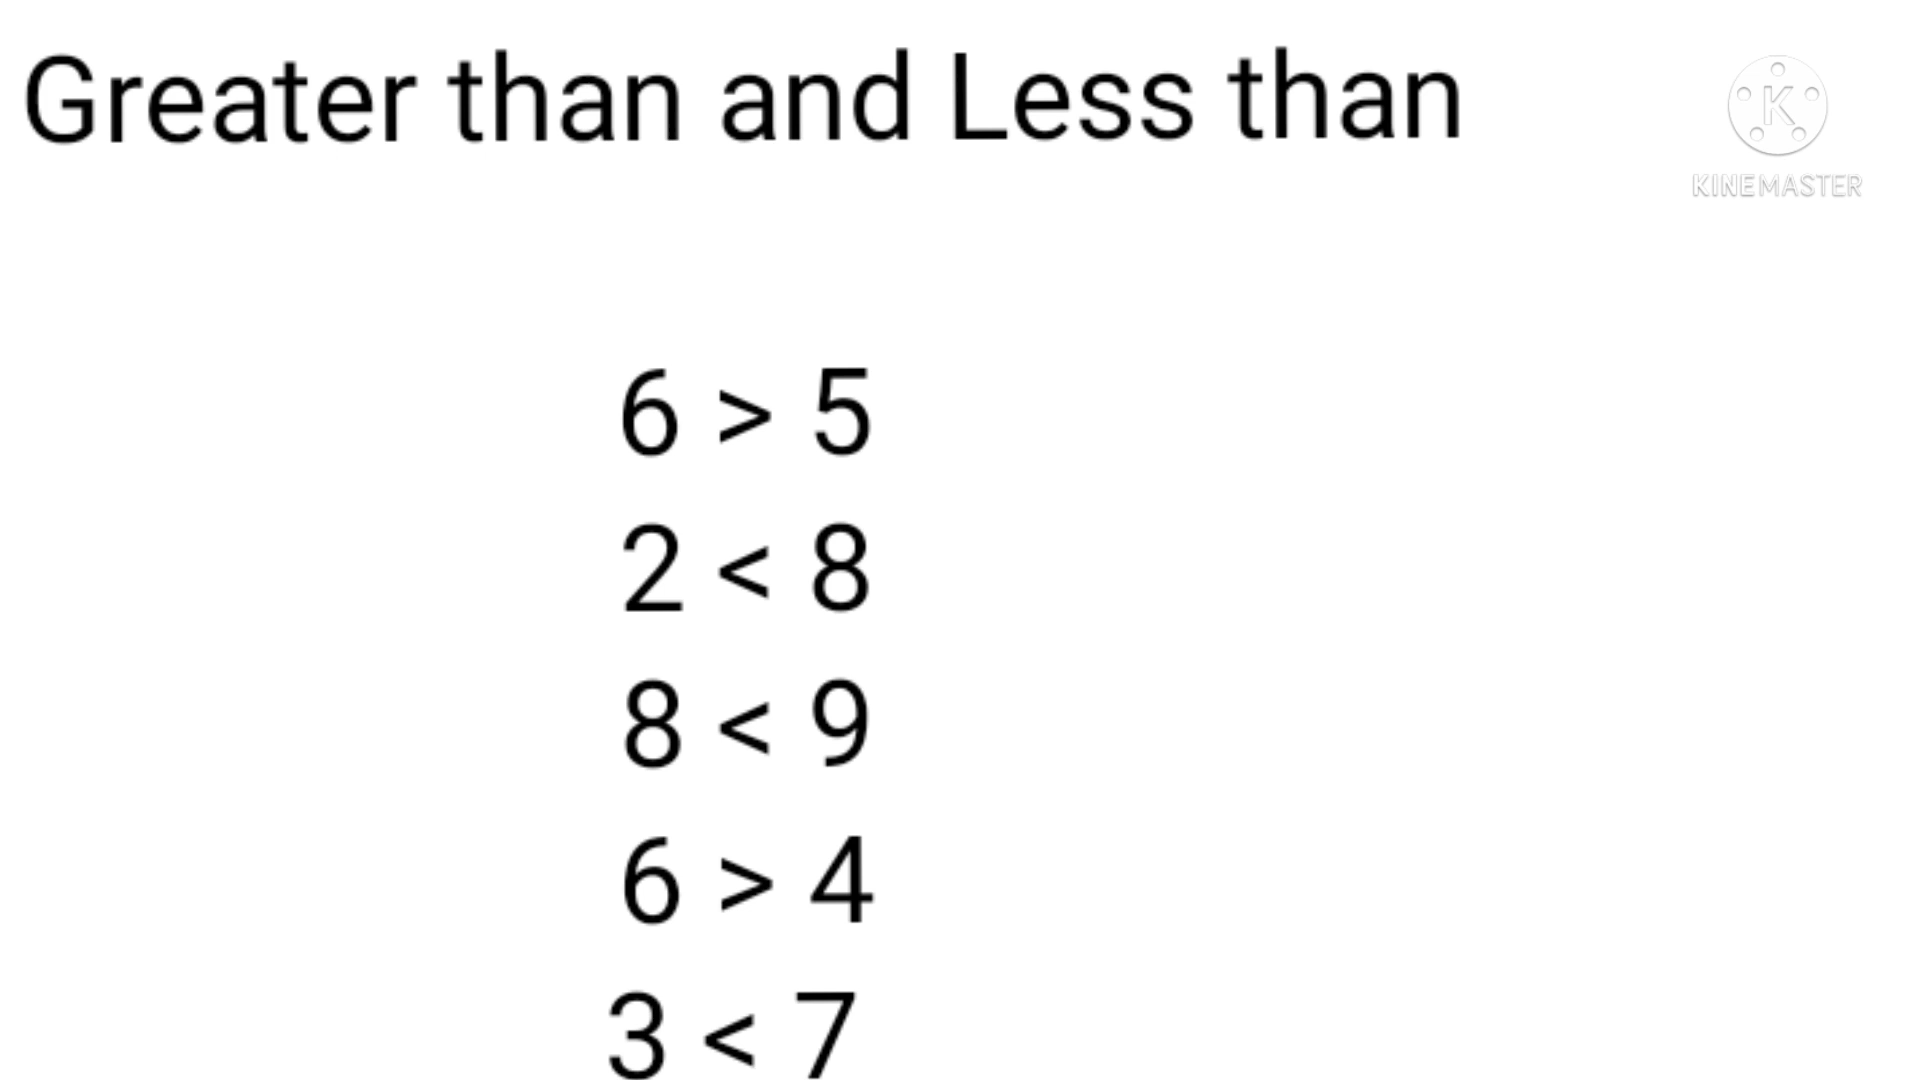 Greater than and Less than
K
KINEMASTER
6 > 5
2 < 8
8 < 9
6 > 4
3 < 7